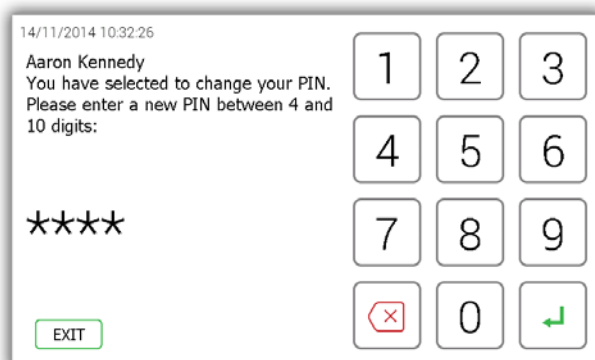 14/11/2014 10:32:26
Aaron Kennedy
You have selected to change your PIN.
Please enter a new PIN between 4 and
10 digits:
****
EXIT
1 2 3
4 5 6
7 8 9
0